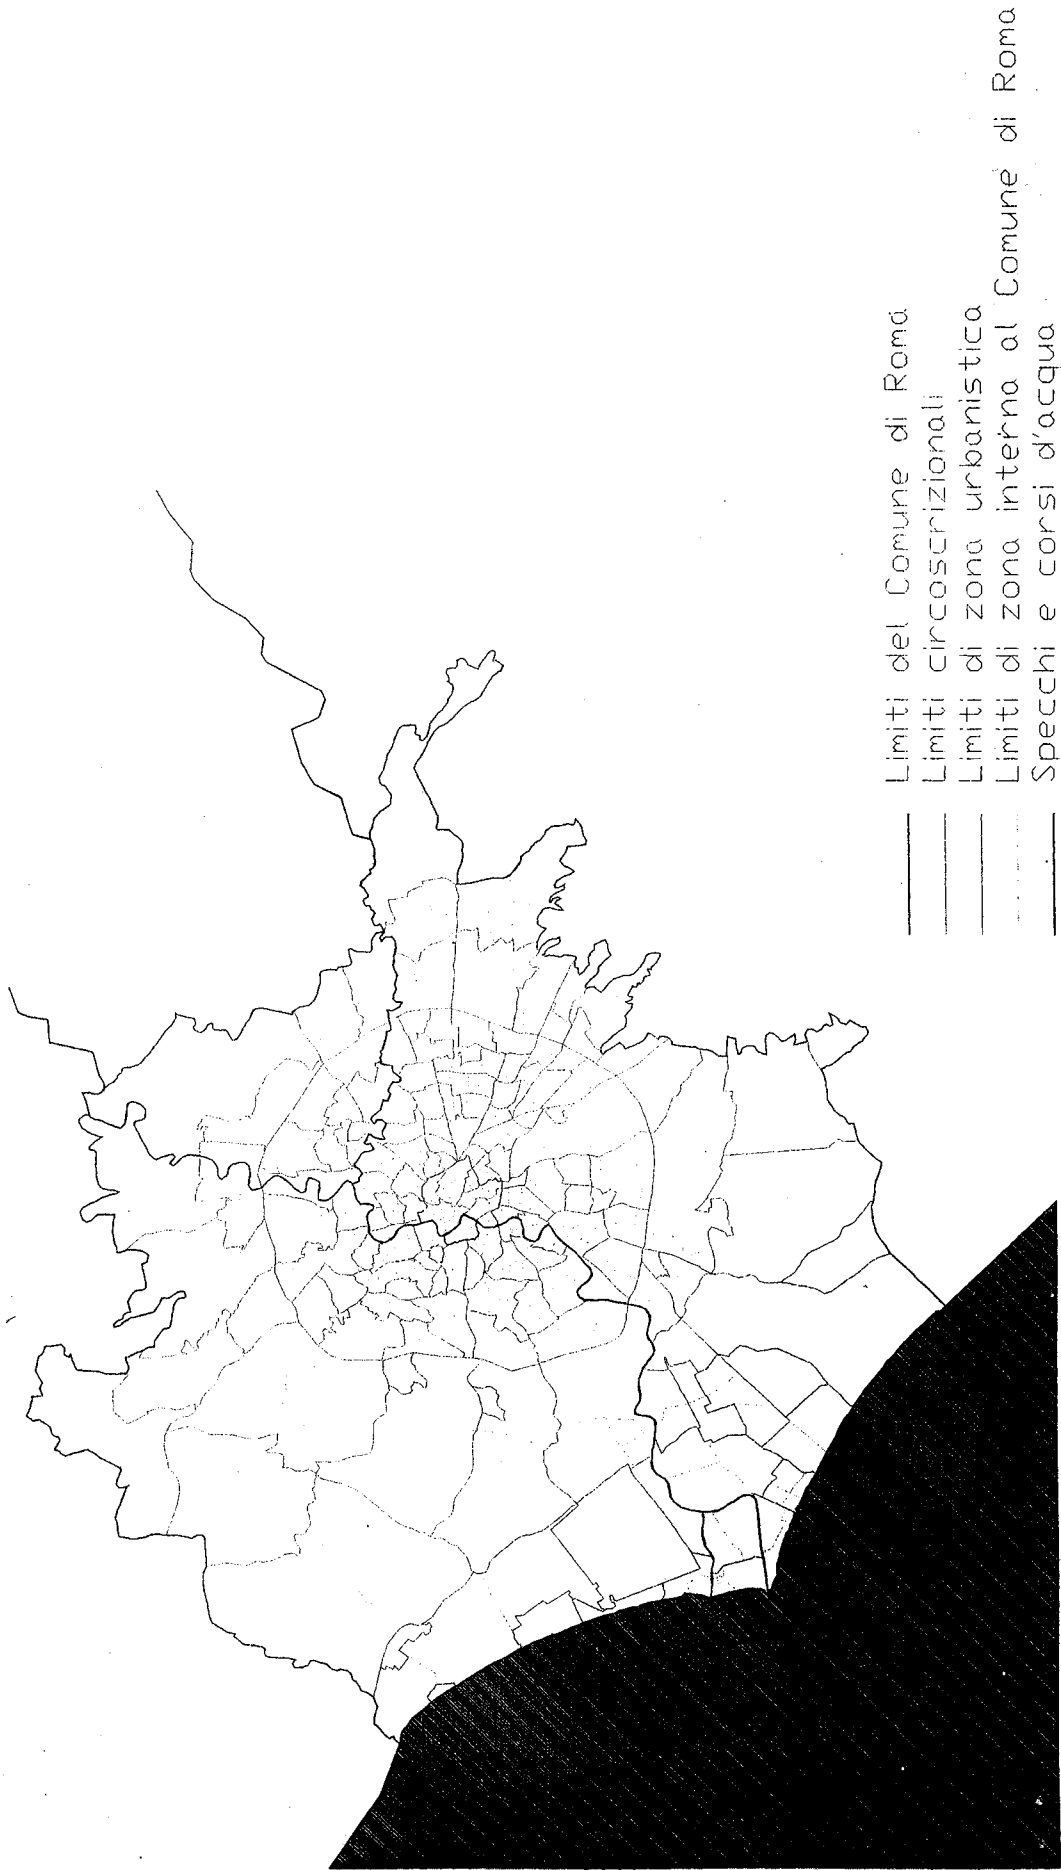 Limiti del Comune di Roma
Limiti circoscrizionali
Limiti di zona urbanistica
Limiti di zona interna al Comune di Roma
Specchi e corsi d'acqua